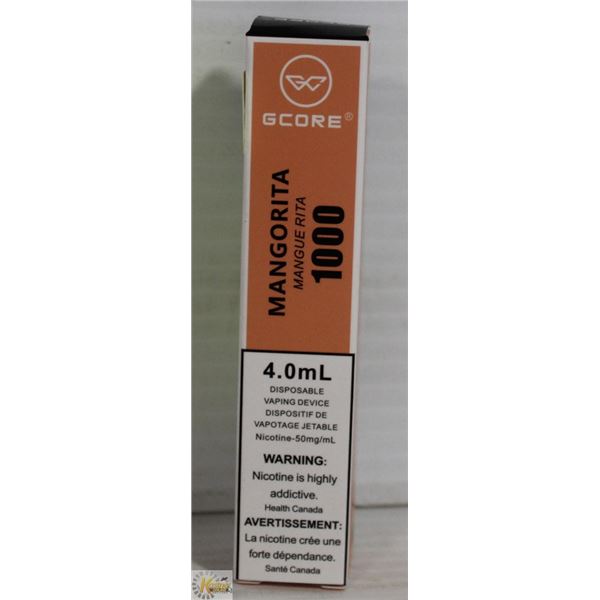 GCORE®
MANGORITA
MANGUE RITA
1000
4.0mL
DISPOSABLE
VAPING DEVICE
DISPOSITIF DE
VAPOTAGE JETABLE
Nicotine-50mg/mL
WARNING:
Nicotine is highly
addictive.
Health Canada
AVERTISSEMENT:
La nicotine crée une
forte dépendance.
Santé Canada